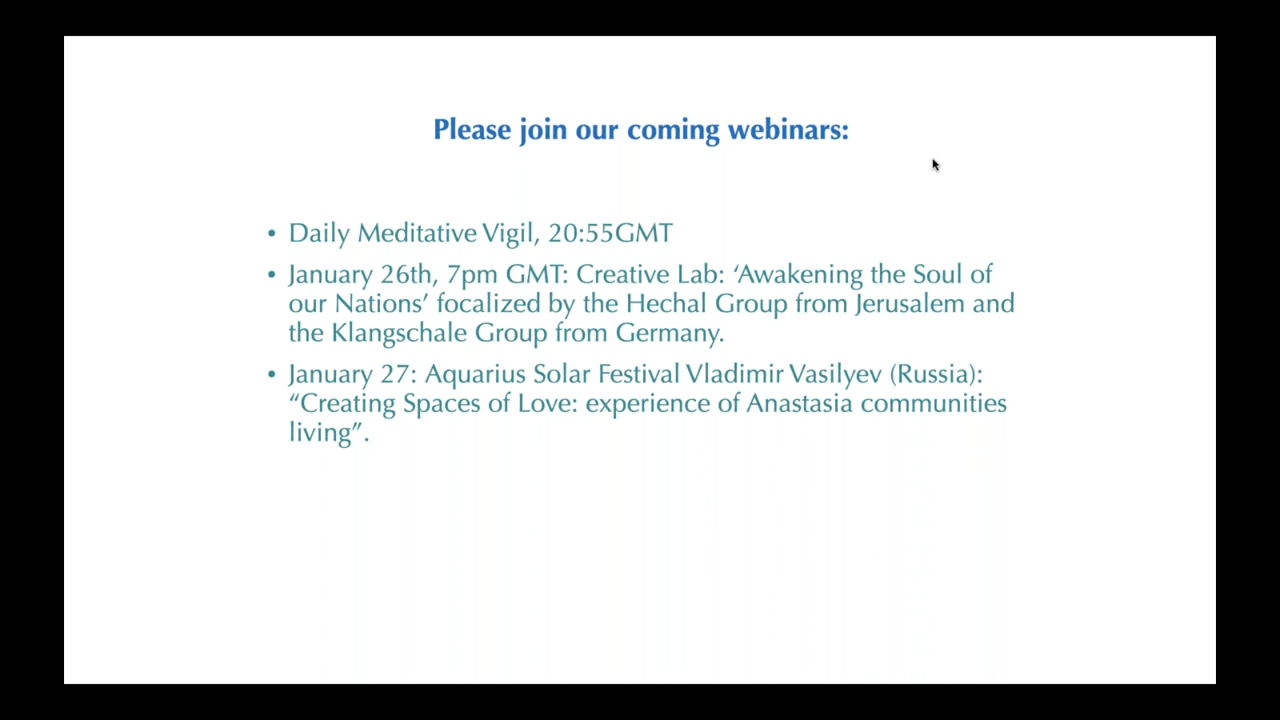 Please join our coming webinars:
• Daily Meditative Vigil, 20:55GMT
• January 26th, 7pm GMT: Creative Lab: ‘Awakening the Soul of
our Nations’ focalized by the Hechal Group from Jerusalem and
the Klangschale Group from Germany.
• January 27: Aquarius Solar Festival Vladimir Vasilyev (Russia):
“Creating Spaces of Love: experience of Anastasia communities
living”.